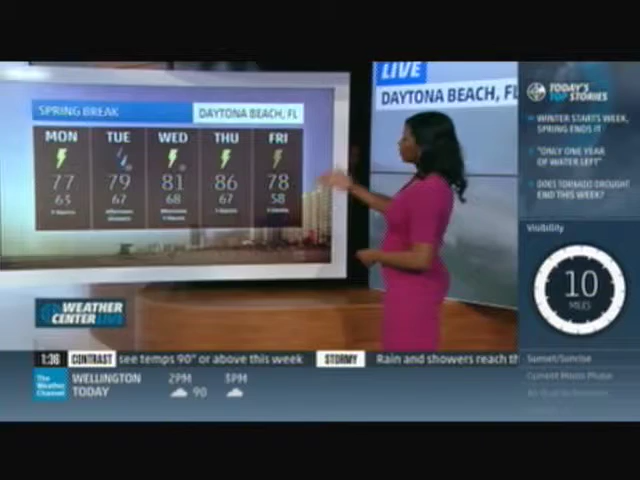 SPRING BREAK
DAYTONA BEACH, FL
MON TUE WED THU FRI
77 79 81 86 78
63 67 68 67 58
LIVE
DAYTONA BEACH, FL
TODAY'S
TOP STORIES
WINTER STARTS WEEK,
SPRING ENDS IT
"ONLY ONE YEAR
OF WATER LEFT"
DOES TORNADO DROUGHT
END THIS WEEK?
Visibility
10
MILES
Sunset/Sunrise
Current Moon Phase
WEATHER
CENTER LIVE
1:36 CONTRAST see temps 90° or above this week STORMY Rain and showers reach th
The
Weather
Channel
WELLINGTON
TODAY
2PM 3PM
90